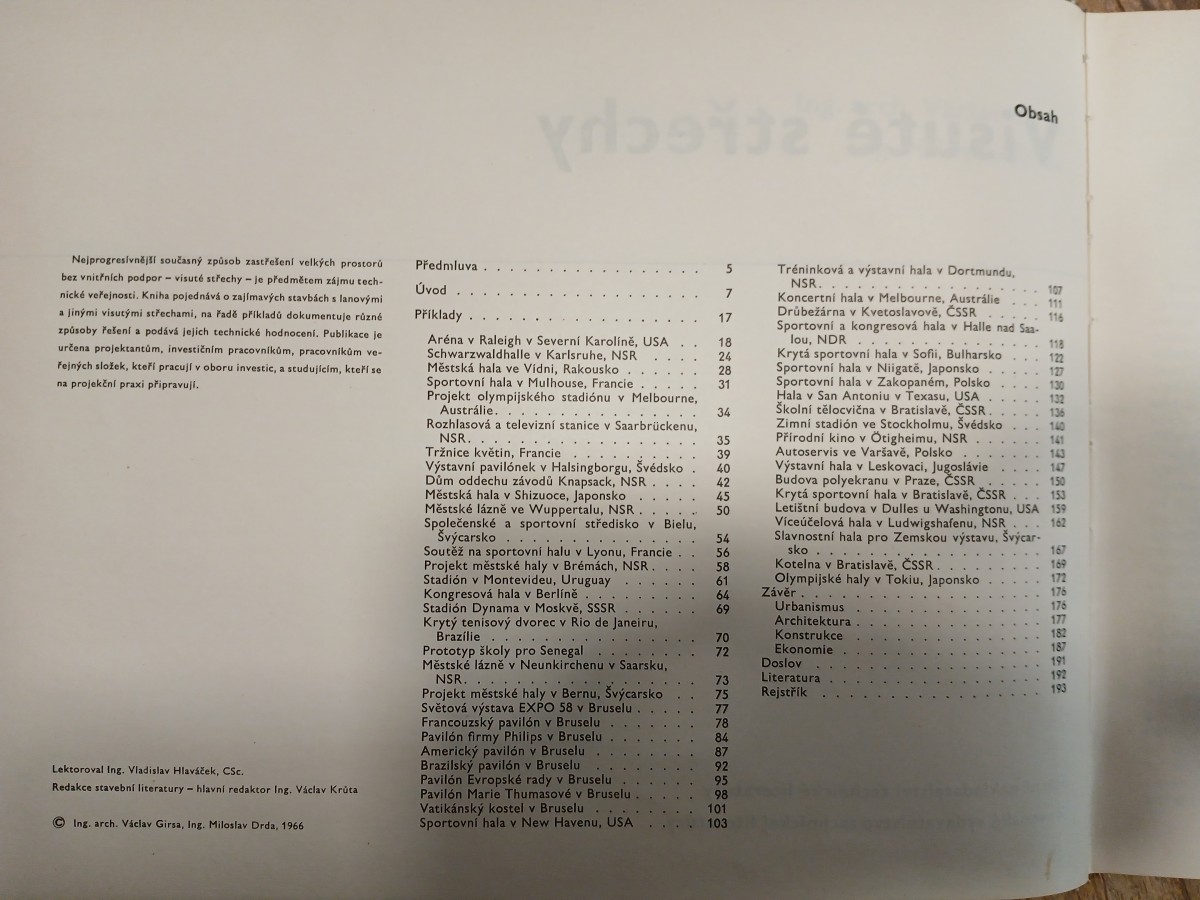 Obsah
Nejprogresívnější současný způsob zastřešení velkých prostorů
bez vnitřních podpor – visuté střechy – je předmětem zájmu tech-
nické veřejnosti. Kniha pojednává o zajímavých stavbách s lanovými
a jinými visutými střechami, na řadě příkladů dokumentuje různé
způsoby řešení a podává jejich technické hodnocení. Publikace je
určena projektantům, investičním pracovníkům, pracovníkům ve-
řejných složek, kteří pracují v oboru investic, a studujícím, kteří se
na projekční praxi připravují.
Lektoroval Ing. Vladislav Hlaváček, CSc.
Redakce stavební literatury – hlavní redaktor Ing. Václav Krůta
© Ing. arch. Václav Girsa, Ing. Miloslav Drda, 1966
Předmluva . . . . . . . . . . . . . . . . 5
Úvod . . . . . . . . . . . . . . . . . . 7
Příklady . . . . . . . . . . . . . . . . . 17
Aréna v Raleigh v Severní Karolíně, USA . . 18
Schwarzwaldhalle v Karlsruhe, NSR . . . . 24
Městská hala ve Vídni, Rakousko . . . . . 28
Sportovní hala v Mulhouse, Francie . . . . . 31
Projekt olympijského stadiónu v Melbourne,
Austrálie. . . . . . . . . . . . . . . . 34
Rozhlasová a televizní stanice v Saarbrückenu,
NSR. . . . . . . . . . . . . . . . . . 35
Tržnice květin, Francie . . . . . . . . . . 39
Výstavní pavilónek v Halsingborgu, Švédsko . 40
Dům oddechu závodů Knapsack, NSR . . . . 42
Městská hala v Shizuoce, Japonsko . . . . . 45
Městské lázně ve Wuppertalu, NSR . . . . . 50
Společenské a sportovní středisko v Bielu,
Švýcarsko . . . . . . . . . . . . . . . 54
Soutěž na sportovní halu v Lyonu, Francie . . 56
Projekt městské haly v Brémách, NSR . . . . 58
Stadión v Montevideu, Uruguay . . . . . . 61
Kongresová hala v Berlíně . . . . . . . . . 64
Stadión Dynama v Moskvě, SSSR . . . . . . 69
Krytý tenisový dvorec v Rio de Janeiru,
Brazílie . . . . . . . . . . . . . . . . 70
Prototyp školy pro Senegal . . . . . . . . 72
Městské lázně v Neunkirchenu v Saarsku,
NSR. . . . . . . . . . . . . . . . . . 73
Projekt městské haly v Bernu, Švýcarsko . . 75
Světová výstava EXPO 58 v Bruselu . . . . . 77
Francouzský pavilón v Bruselu . . . . . . . 78
Pavilón firmy Philips v Bruselu . . . . . . . 84
Americký pavilón v Bruselu . . . . . . . . 87
Brazilský pavilón v Bruselu . . . . . . . . 92
Pavilón Evropské rady v Bruselu . . . . . . 95
Pavilón Marie Thumasové v Bruselu . . . . . 98
Vatikánský kostel v Bruselu . . . . . . . . 101
Sportovní hala v New Havenu, USA . . . . 103
Tréninková a výstavní hala v Dortmundu,
NSR. . . . . . . . . . . . . . . . . . 107
Koncertní hala v Melbourne, Austrálie . . . 111
Drůbežárna v Kvetoslavově, ČSSR . . . . . 116
Sportovní a kongresová hala v Halle nad Saa-
lou, NDR . . . . . . . . . . . . . . . 118
Krytá sportovní hala v Sofii, Bulharsko . . . 122
Sportovní hala v Niigatě, Japonsko . . . . . 127
Sportovní hala v Zakopaném, Polsko . . . . 130
Hala v San Antoniu v Texasu, USA . . . . . 132
Školní tělocvična v Bratislavě, ČSSR . . . . . 136
Zimní stadión ve Stockholmu, Švédsko . . . 140
Přírodní kino v Ötigheimu, NSR . . . . . . 141
Autoservis ve Varšavě, Polsko . . . . . . . 143
Výstavní hala v Leskovaci, Jugoslávie . . . . 147
Budova polyekranu v Praze, ČSSR . . . . . 150
Krytá sportovní hala v Bratislavě, ČSSR . . . 153
Letištní budova v Dulles u Washingtonu, USA 159
Víceúčelová hala v Ludwigshafenu, NSR . . . 162
Slavnostní hala pro Zemskou výstavu, Švýcar-
sko . . . . . . . . . . . . . . . . . . 167
Kotelna v Bratislavě, ČSSR . . . . . . . . . 169
Olympijské haly v Tokiu, Japonsko . . . . . 172
Závěr . . . . . . . . . . . . . . . . . . 176
Urbanismus . . . . . . . . . . . . . . . 176
Architektura . . . . . . . . . . . . . . . 177
Konstrukce . . . . . . . . . . . . . . . 182
Ekonomie . . . . . . . . . . . . . . . . 187
Doslov . . . . . . . . . . . . . . . . . 191
Literatura . . . . . . . . . . . . . . . . 192
Rejstřík . . . . . . . . . . . . . . . . . 193
visuté střechy